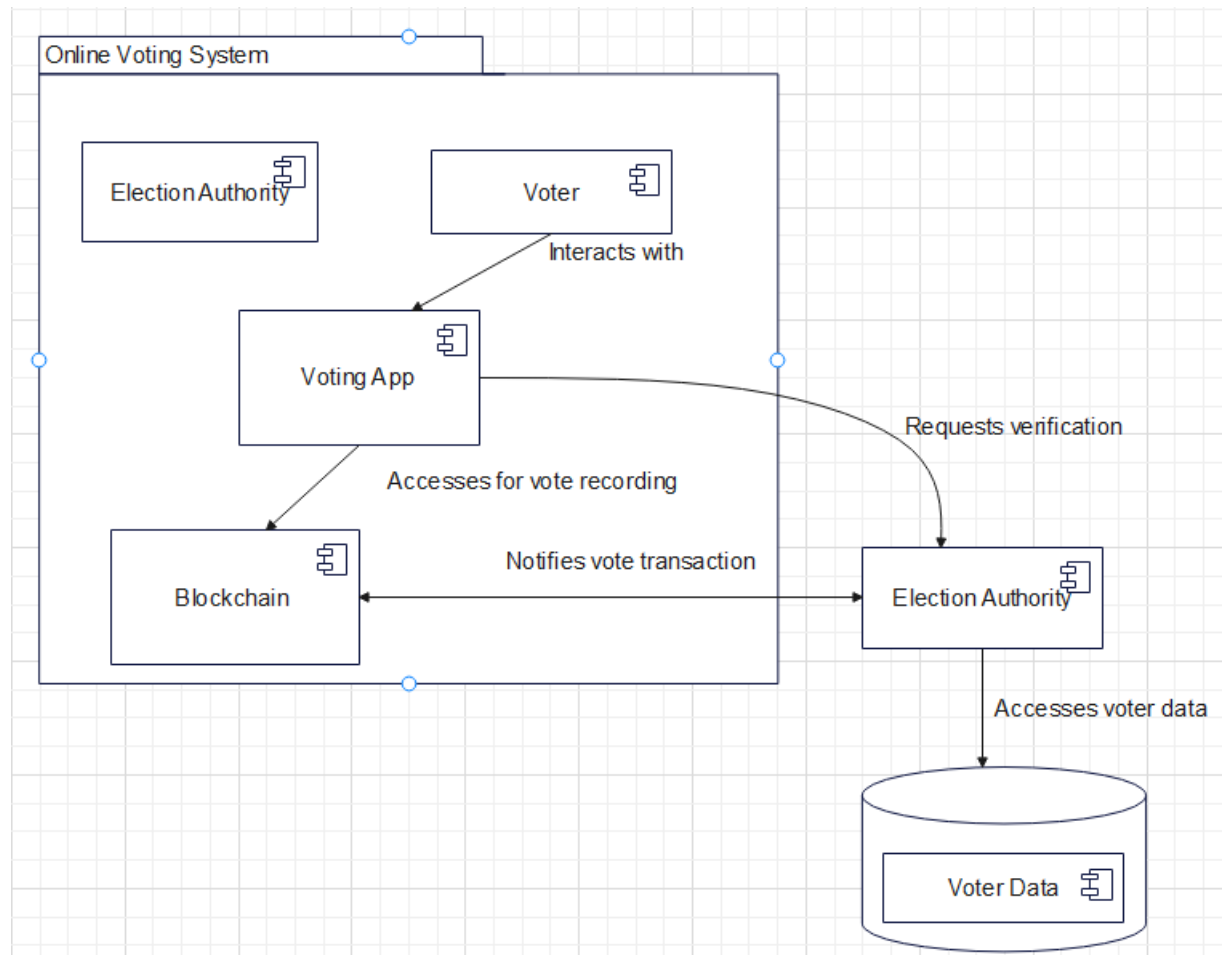 Online Voting System
Election Authority
Voter
Interacts with
Voting App
Requests verification
Accesses for vote recording
Notifies vote transaction
Blockchain
Election Authority
Accesses voter data
Voter Data